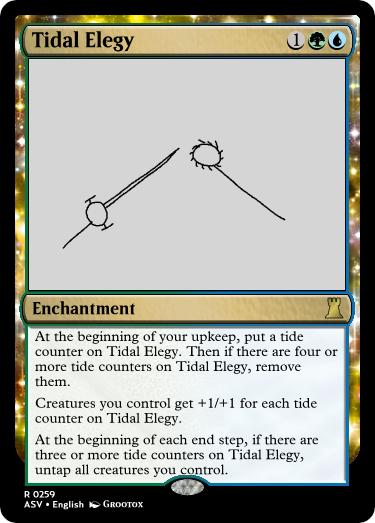 Tidal Elegy 1
Enchantment
At the beginning of your upkeep, put a tide
counter on Tidal Elegy. Then if there are four or
more tide counters on Tidal Elegy, remove
them.
Creatures you control get +1/+1 for each tide
counter on Tidal Elegy.
At the beginning of each end step, if there are
three or more tide counters on Tidal Elegy,
untap all creatures you control.
R 0259
ASV • English Grootox